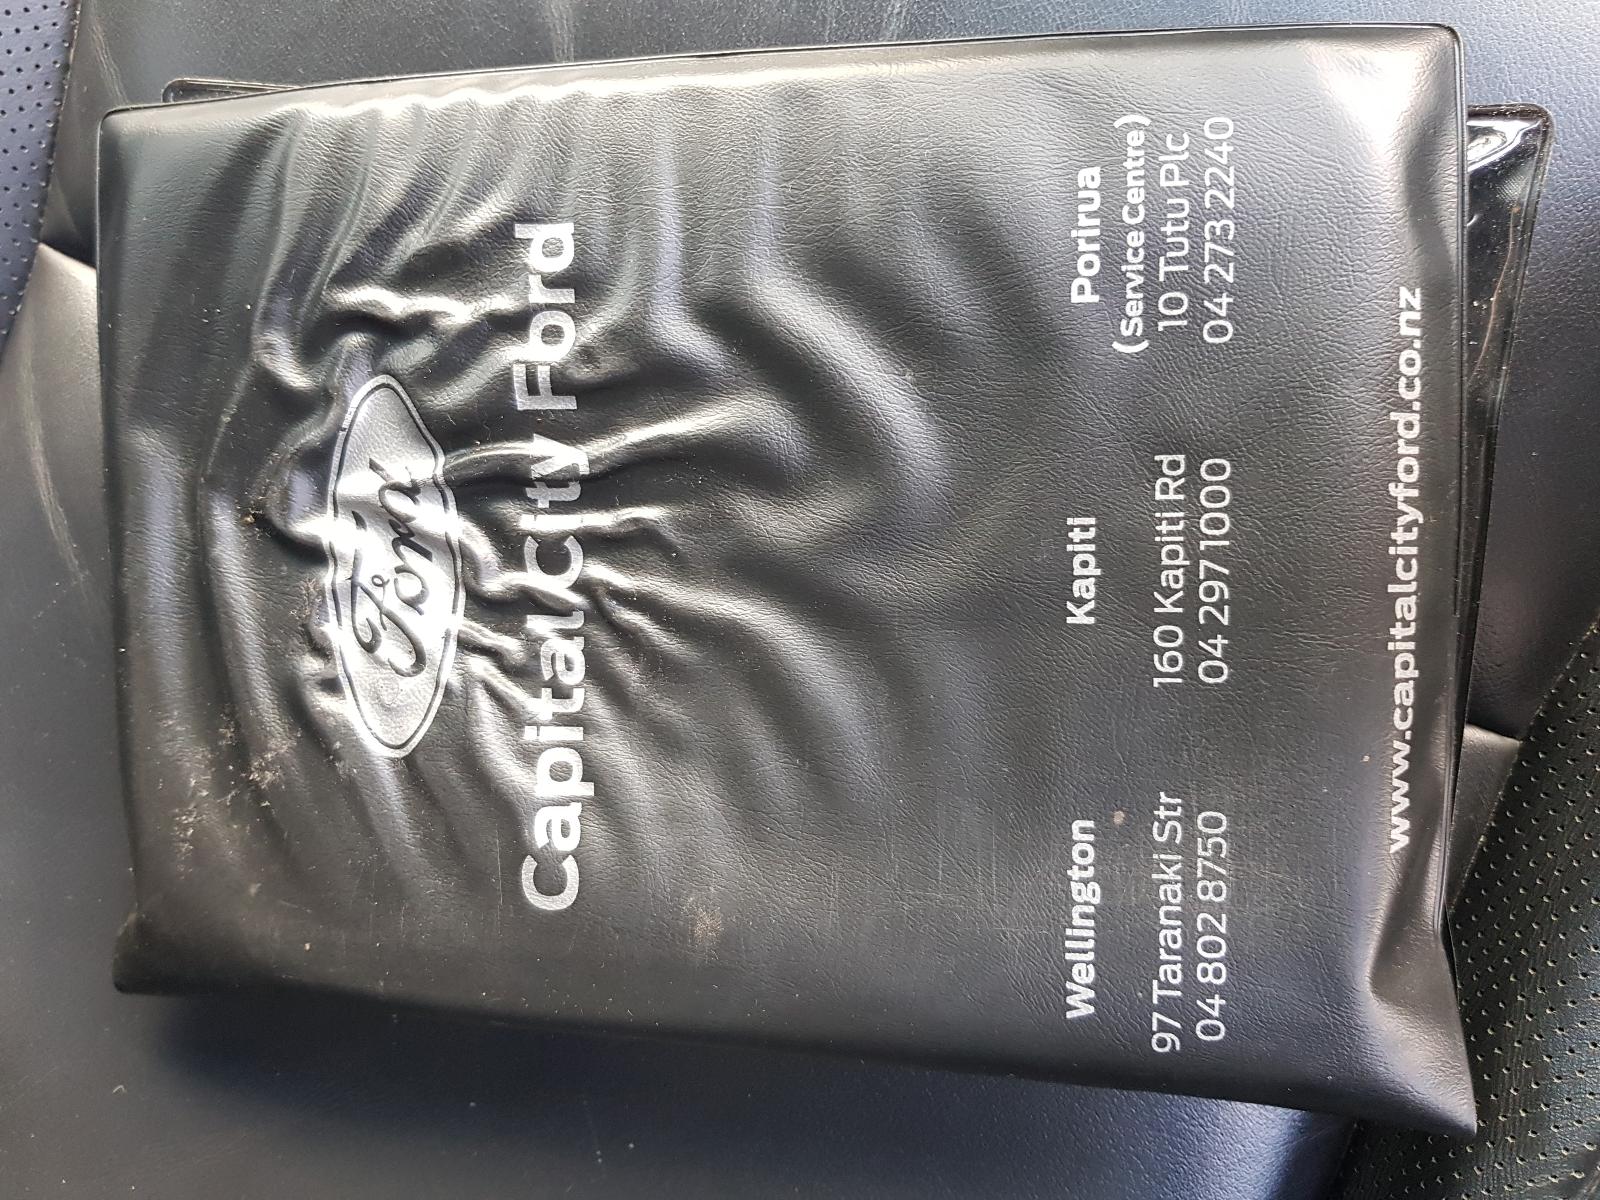 Ford
Capital City Ford
Wellington
97 Taranaki Str
04 802 8750
Kapiti
160 Kapiti Rd
04 297 1000
Porirua
(Service Centre)
10 Tutu Plc
04 273 2240
www.capitalcityford.co.nz